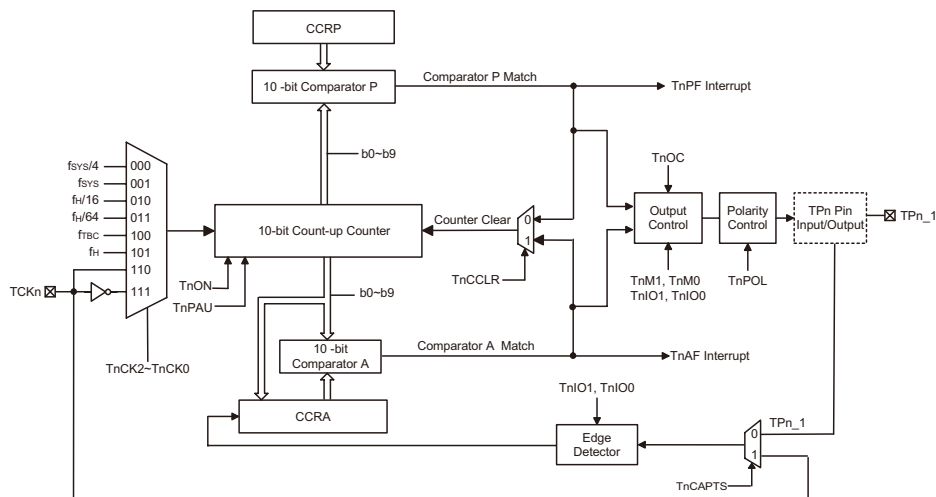 CCRP
10 -bit Comparator P
Comparator P Match
TnPF Interrupt
b0~b9
fSYS/4 000
fSYS 001
fH/16 010
fH/64 011
fTBC 100
fH 101
110
111
TCKn
TnCK2~TnCK0
10-bit Count-up Counter
TnON
TnPAU
Counter Clear
0
1
TnCCLR
TnOC
Output
Control
TnM1, TnM0
TnIO1, TnIO0
Polarity
Control
TnPOL
TPn Pin
Input/Output
TPn_1
b0~b9
10 -bit
Comparator A
Comparator A Match
TnAF Interrupt
CCRA
TnIO1, TnIO0
Edge
Detector
TPn_1
0
1
TnCAPTS